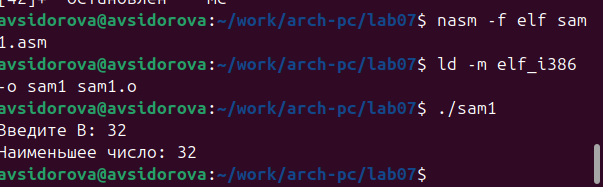 [42]+  Остановлен    mc
avsidorova@avsidorova:~/work/arch-pc/lab07$ nasm -f elf sam
1.asm
avsidorova@avsidorova:~/work/arch-pc/lab07$ ld -m elf_i386
-o sam1 sam1.o
avsidorova@avsidorova:~/work/arch-pc/lab07$ ./sam1
Введите B: 32
Наименьшее число: 32
avsidorova@avsidorova:~/work/arch-pc/lab07$